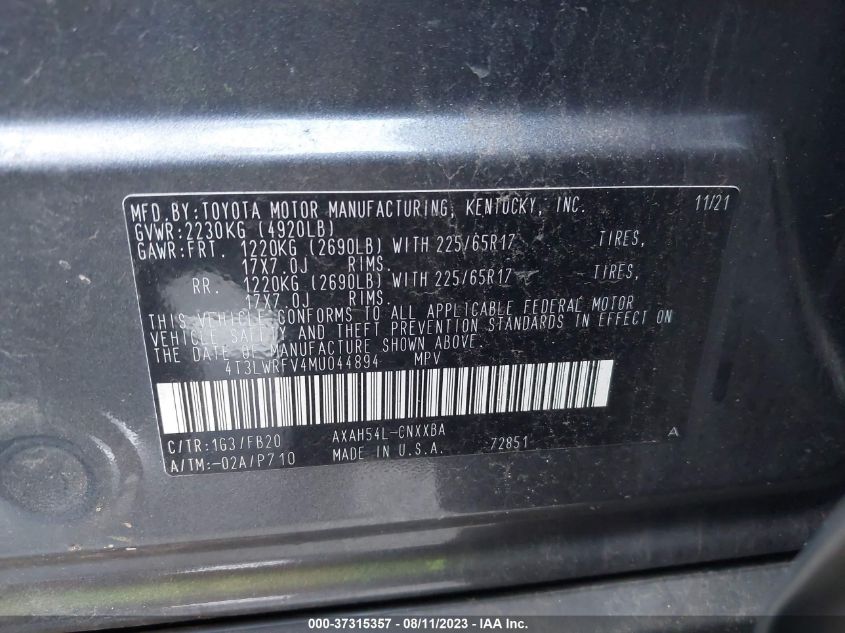 MFD.BY:TOYOTA MOTOR MANUFACTURING, KENTUCKY, INC. 11/21
GVWR:2230KG (4920LB)
GAWR:FRT. 1220KG (2690LB) WITH 225/65R17 TIRES,
17X7.0J RIMS.
RR. 1220KG (2690LB) WITH 225/65R17 TIRES,
17X7.0J RIMS.
THIS VEHICLE CONFORMS TO ALL APPLICABLE FEDERAL MOTOR
VEHICLE SAFETY AND THEFT PREVENTION STANDARDS IN EFFECT ON
THE DATE OF MANUFACTURE SHOWN ABOVE.
4T3LWRFV4MU044894 MPV
C/TR:1G3/FB20 AXAH54L-CNXXBA
A/TM:-02A/P710 MADE IN U.S.A. 72851 A
000-37315357 - 08/11/2023 - Copyright IAA, Inc.